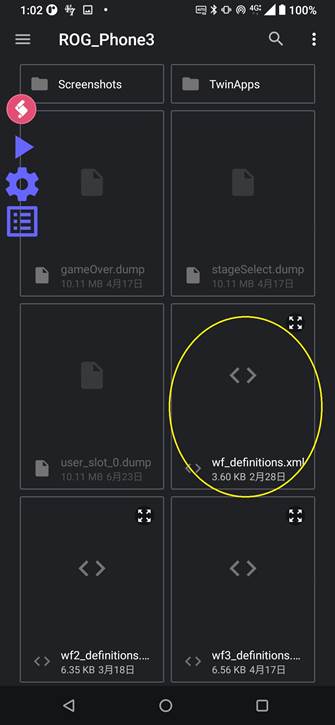 1:02
4G
100%
ROG_Phone3
Screenshots
TwinApps
gameOver.dump
10.11 MB 4月17日
stageSelect.dump
10.11 MB 4月17日
user_slot_0.dump
10.11 MB 6月23日
wf_definitions.xml
3.60 KB 2月28日
wf2_definitions....
6.35 KB 3月18日
wf3_definitions....
6.56 KB 4月17日